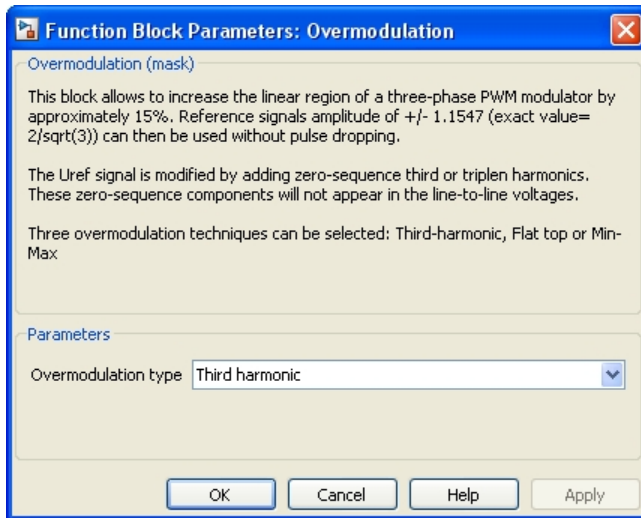 Function Block Parameters: Overmodulation
Overmodulation (mask)
This block allows to increase the linear region of a three-phase PWM modulator by
approximately 15%. Reference signals amplitude of +/- 1.1547 (exact value=
2/sqrt(3)) can then be used without pulse dropping.
The Uref signal is modified by adding zero-sequence third or triplen harmonics.
These zero-sequence components will not appear in the line-to-line voltages.
Three overmodulation techniques can be selected: Third-harmonic, Flat top or Min-
Max
Parameters
Overmodulation type Third harmonic
OK Cancel Help Apply